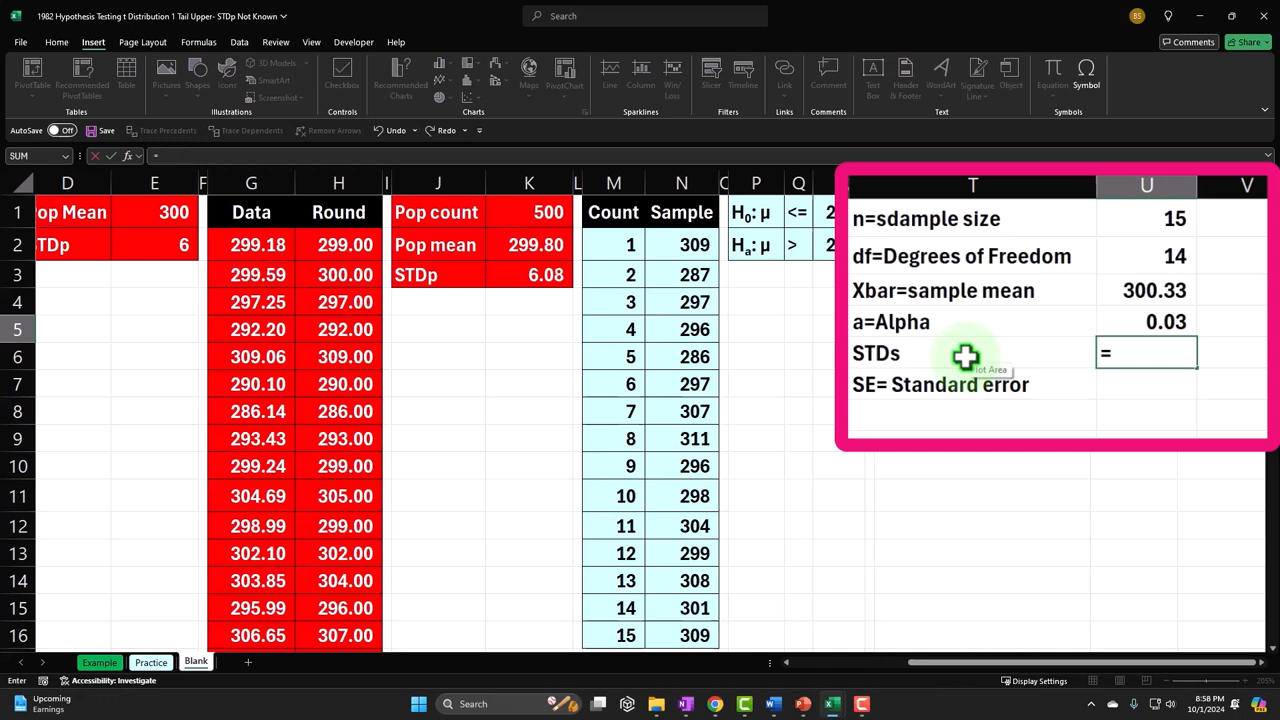 1982 Hypothesis Testing t Distribution 1 Tail Upper- STDp Not Known
Search
BS
File Home Insert Page Layout Formulas Data Review View Developer Help
Comments Share
PivotTable Recommended PivotTables Table Pictures Shapes Icons 3D Models SmartArt Screenshot Checkbox Recommended Charts Maps PivotChart Line Column Win/Loss Slicer Timeline Link Comment Text Box Header & Footer WordArt Signature Line Object Equation Symbol
Tables Illustrations Controls Charts Sparklines Filters Links Comments Text Symbols
AutoSave Off Save Trace Precedents Trace Dependents Remove Arrows Undo Redo
SUM fx =
D E F G H I J K L M N P Q
1 op Mean 300 Data Round Pop count 500 Count Sample H0: µ <= 2
2 TDp 6 299.18 299.00 Pop mean 299.80 1 309 Ha: µ > 2
3 299.59 300.00 STDp 6.08 2 287
4 297.25 297.00 3 297
5 292.20 292.00 4 296
6 309.06 309.00 5 286
7 290.10 290.00 6 297
8 286.14 286.00 7 307
9 293.43 293.00 8 311
10 299.24 299.00 9 296
11 304.69 305.00 10 298
12 298.99 299.00 11 304
13 302.10 302.00 12 299
14 303.85 304.00 13 308
15 295.99 296.00 14 301
16 306.65 307.00 15 309
T U V
n=sdample size 15
df=Degrees of Freedom 14
Xbar=sample mean 300.33
a=Alpha 0.03
STDs =
lot Area
SE= Standard error
Example Practice Blank
Enter Accessibility: Investigate Display Settings 205%
Upcoming
Earnings
Search
8:58 PM
10/1/2024